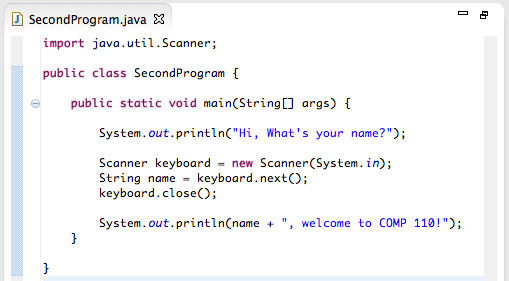 SecondProgram.java
import java.util.Scanner;
public class SecondProgram {
public static void main(String[] args) {
System.out.println("Hi, What's your name?");
Scanner keyboard = new Scanner(System.in);
String name = keyboard.next();
keyboard.close();
System.out.println(name + ", welcome to COMP 110!");
}
}